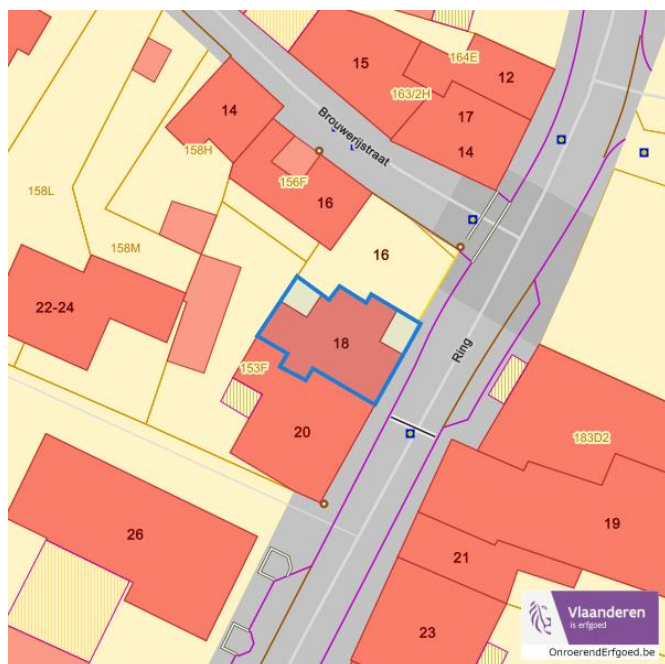 15
164E
12
163/2H
17
14
14
Brouwerijstraat
158H
156F
16
158L
16
158M
22-24
18
Ring
153F
20
183D2
26
19
21
23
Vlaanderen
is erfgoed
OnroerendErfgoed.be